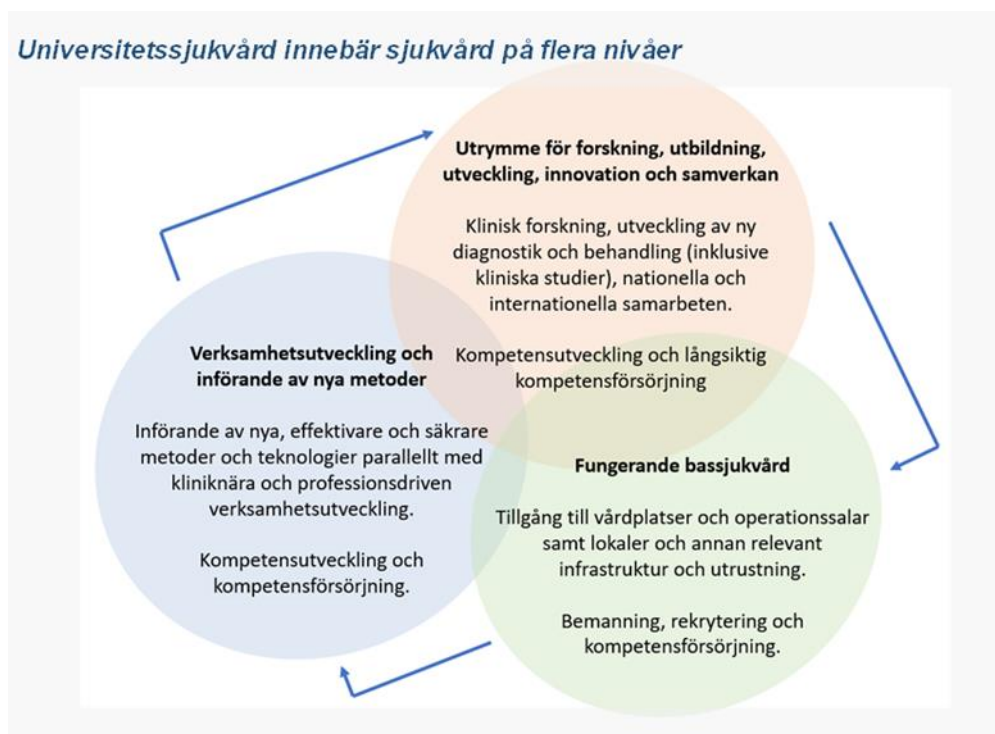 Universitetssjukvård innebär sjukvård på flera nivåer
Utrymme för forskning, utbildning,
utveckling, innovation och samverkan
Klinisk forskning, utveckling av ny
diagnostik och behandling (inklusive
kliniska studier), nationella och
internationella samarbeten.
Kompetensutveckling och långsiktig
kompetensförsörjning
Verksamhetsutveckling och
införande av nya metoder
Införande av nya, effektivare och säkrare
metoder och teknologier parallellt med
kliniknära och professionsdriven
verksamhetsutveckling.
Kompetensutveckling och
kompetensförsörjning.
Fungerande bassjukvård
Tillgång till vårdplatser och operationssalar
samt lokaler och annan relevant
infrastruktur och utrustning.
Bemanning, rekrytering och
kompetensförsörjning.